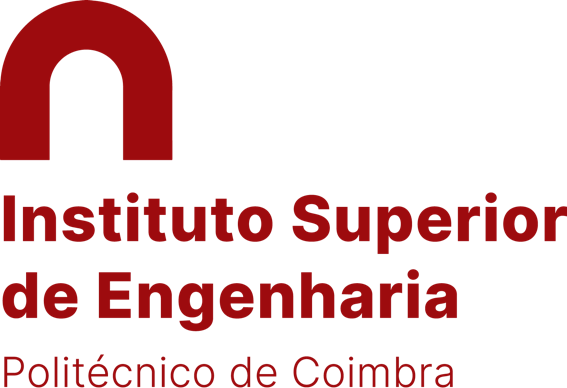 Instituto Superior
de Engenharia
Politécnico de Coimbra